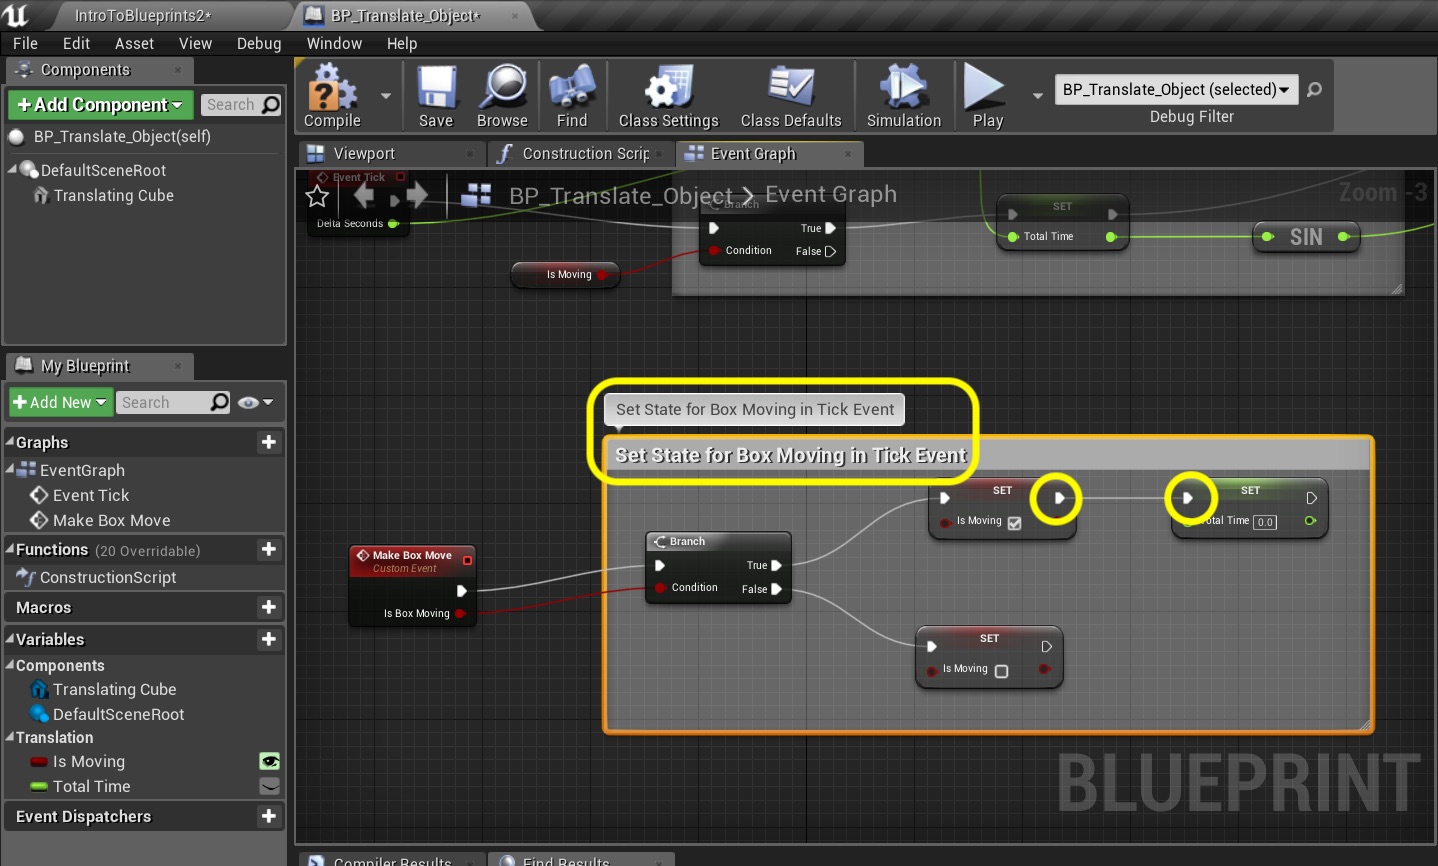 IntroToBlueprints2*
BP_Translate_Object*
File Edit Asset View Debug Window Help
Components
+Add Component
Search
BP_Translate_Object(self)
DefaultSceneRoot
Translating Cube
Compile
Save
Browse
Find
Class Settings
Class Defaults
Simulation
Play
BP_Translate_Object (selected)
Debug Filter
Viewport
Construction Scrip
Event Graph
Event Tick
Delta Seconds
BP_Translate_Object > Event Graph
Zoom -3
Branch
True
Condition
False
Is Moving
SET
Total Time
SIN
My Blueprint
+Add New
Search
Graphs
EventGraph
Event Tick
Make Box Move
Functions (20 Overridable)
ConstructionScript
Macros
Variables
Components
Translating Cube
DefaultSceneRoot
Translation
Is Moving
Total Time
Event Dispatchers
Set State for Box Moving in Tick Event
Set State for Box Moving in Tick Event
Make Box Move
Custom Event
Is Box Moving
Branch
True
Condition
False
SET
Is Moving
SET
Total Time 0.0
SET
Is Moving
BLUEPRINT
Compiler Results
Find Results